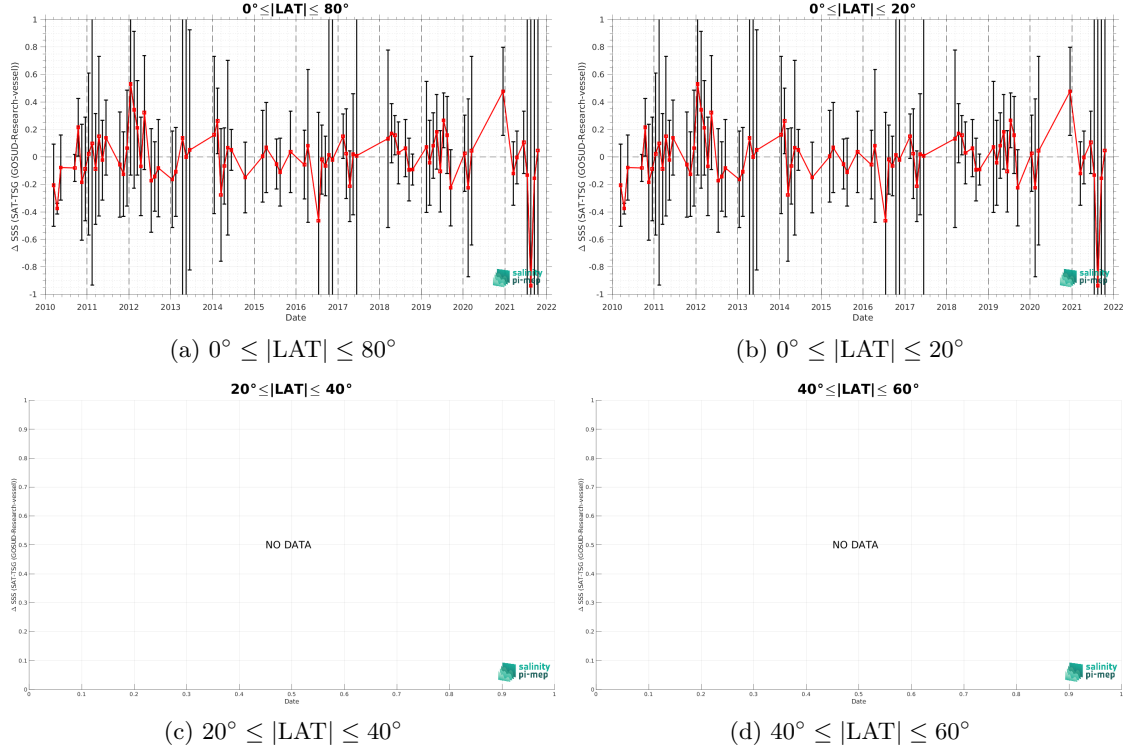 0°≤|LAT|≤ 80°
Δ SSS (SAT-TSG (GOSUD-Research-vessel))
1
0.8
0.6
0.4
0.2
0
-0.2
-0.4
-0.6
-0.8
-1
2010 2011 2012 2013 2014 2015 2016 2017 2018 2019 2020 2021 2022
Date
salinity
pi-mep
(a) 0° ≤ |LAT| ≤ 80°
0°≤|LAT|≤ 20°
Δ SSS (SAT-TSG (GOSUD-Research-vessel))
1
0.8
0.6
0.4
0.2
0
-0.2
-0.4
-0.6
-0.8
-1
2010 2011 2012 2013 2014 2015 2016 2017 2018 2019 2020 2021 2022
Date
salinity
pi-mep
(b) 0° ≤ |LAT| ≤ 20°
20°≤|LAT|≤ 40°
Δ SSS (SAT-TSG (GOSUD-Research-vessel))
1
0.9
0.8
0.7
0.6
0.5
0.4
0.3
0.2
0.1
0
NO DATA
0 0.1 0.2 0.3 0.4 0.5 0.6 0.7 0.8 0.9 1
Date
salinity
pi-mep
(c) 20° ≤ |LAT| ≤ 40°
40°≤|LAT|≤ 60°
Δ SSS (SAT-TSG (GOSUD-Research-vessel))
1
0.9
0.8
0.7
0.6
0.5
0.4
0.3
0.2
0.1
0
NO DATA
0 0.1 0.2 0.3 0.4 0.5 0.6 0.7 0.8 0.9 1
Date
salinity
pi-mep
(d) 40° ≤ |LAT| ≤ 60°